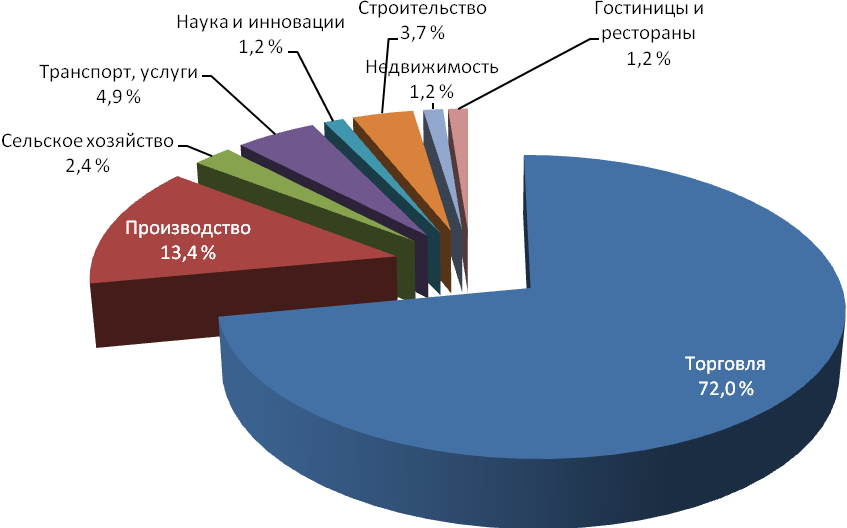 Строительство
3,7 %
Гостиницы и
рестораны
1,2 %
Наука и инновации
1,2 %
Недвижимость
1,2 %
Транспорт, услуги
4,9 %
Сельское хозяйство
2,4 %
Производство
13,4 %
Торговля
72,0 %